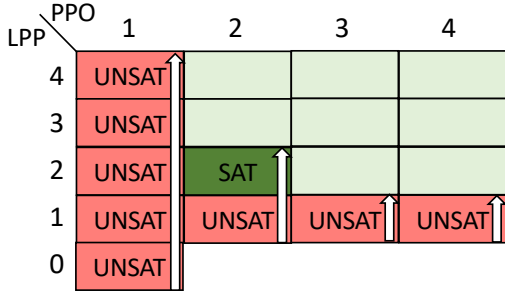 PPO
LPP 1 2 3 4
4 UNSAT
3 UNSAT
2 UNSAT SAT
1 UNSAT UNSAT UNSAT UNSAT
0 UNSAT